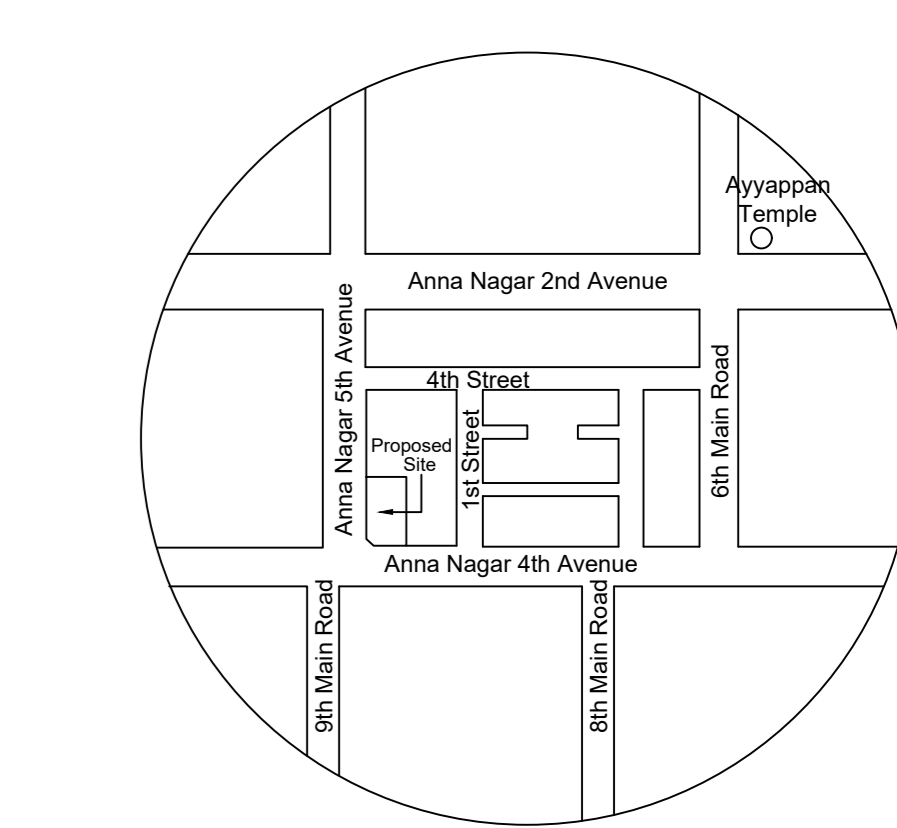 Ayyappan
Temple
Anna Nagar 2nd Avenue
Anna Nagar 5th Avenue
4th Street
6th Main Road
1st Street
Proposed
Site
Anna Nagar 4th Avenue
9th Main Road
8th Main Road